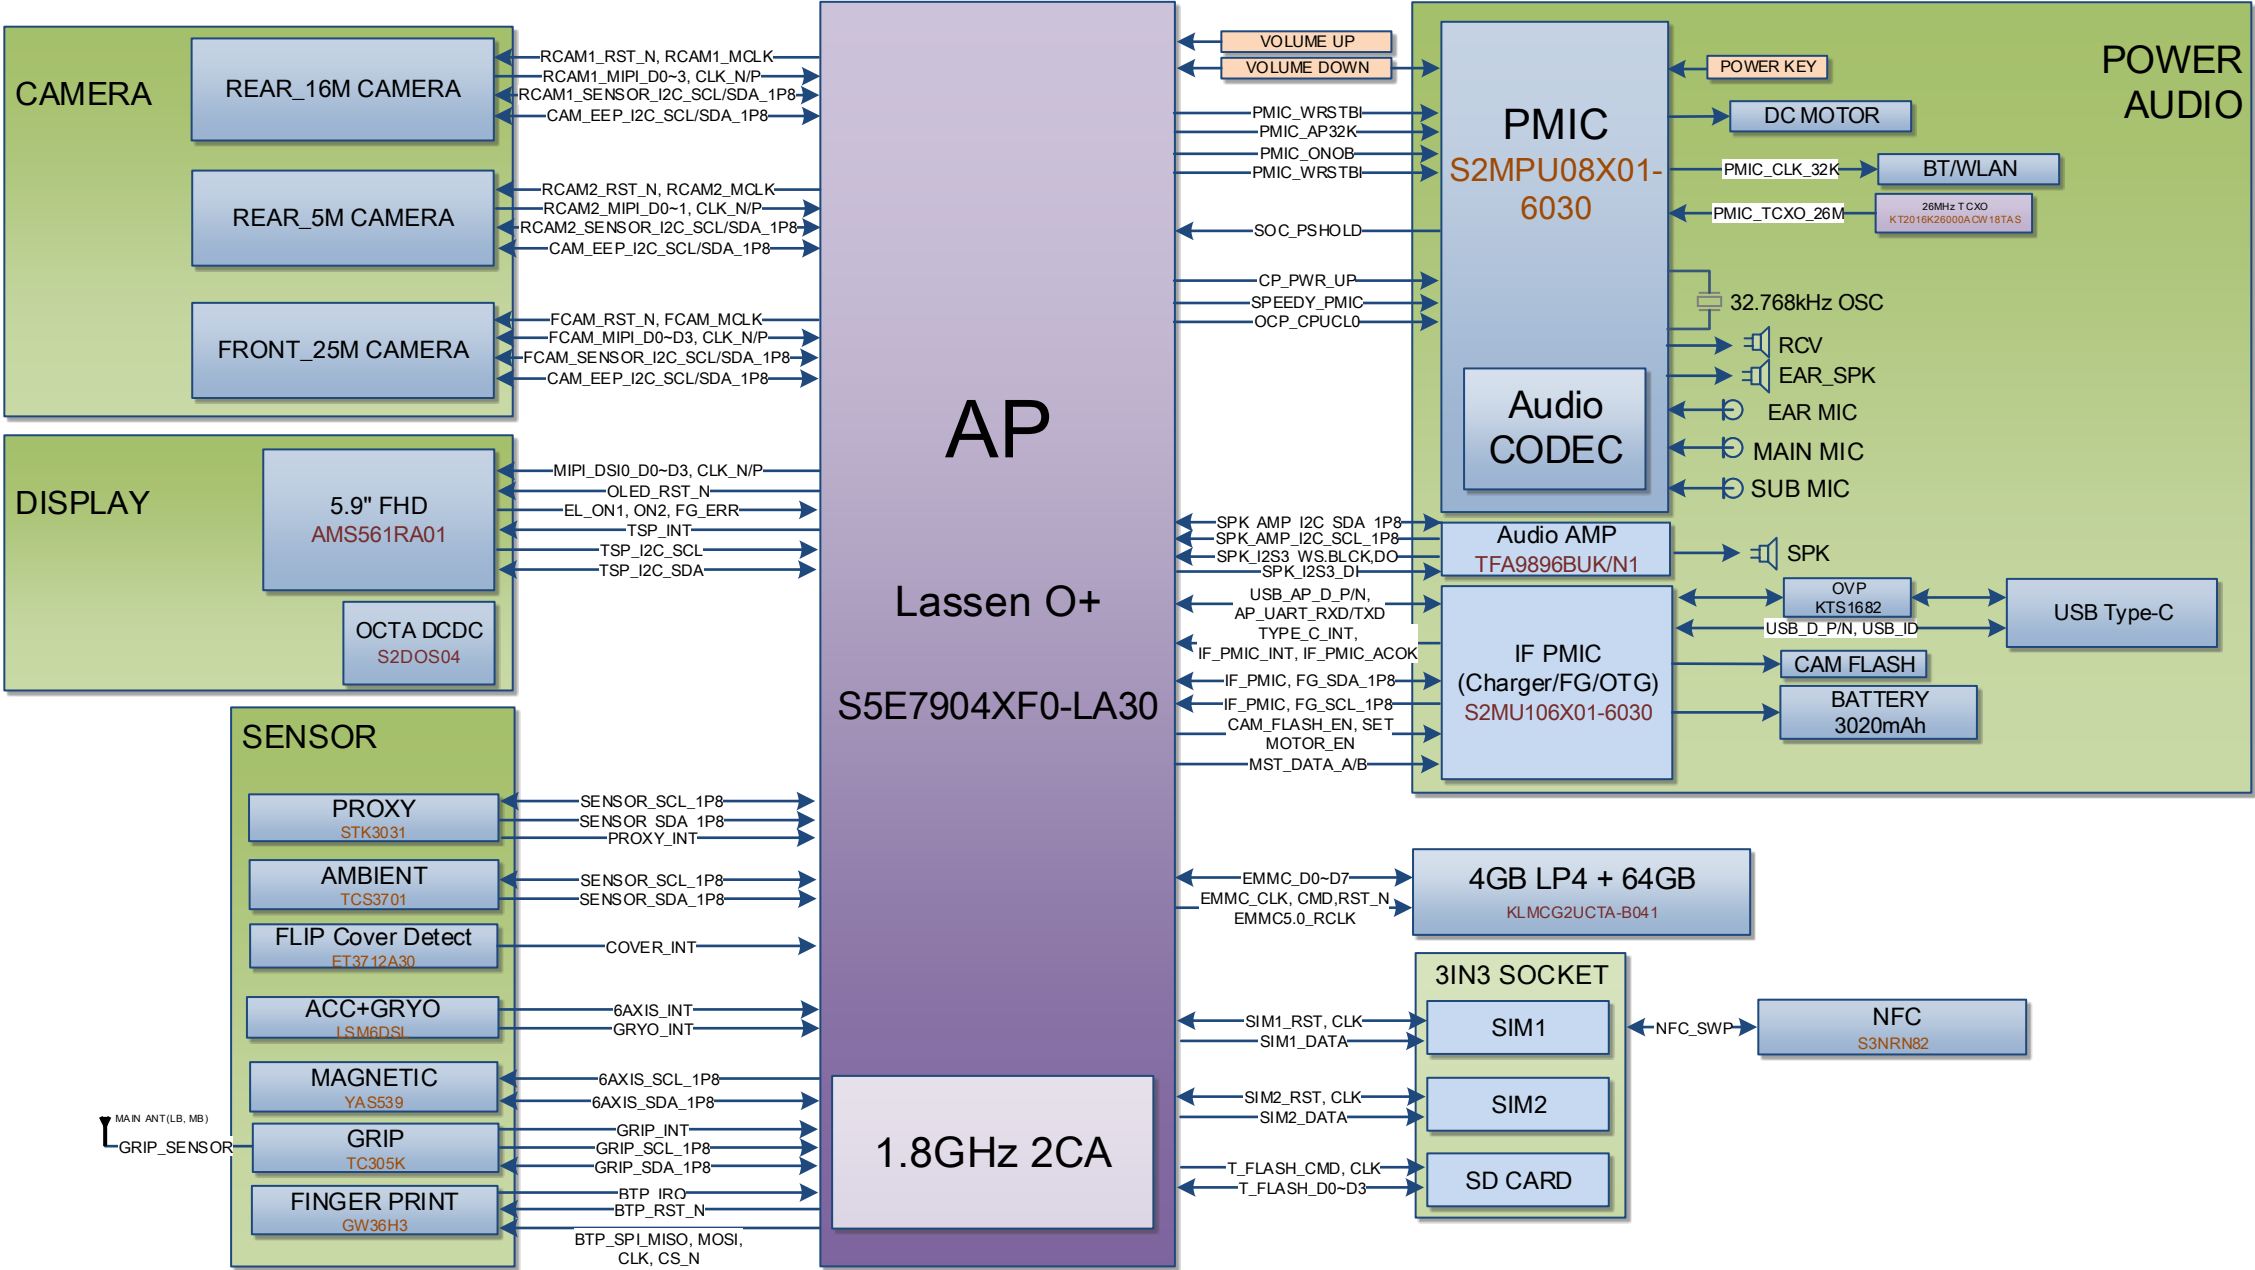 CAMERA
REAR_16M CAMERA
RCAM1_RST_N, RCAM1_MCLK
RCAM1_MIPI_D0~3, CLK_N/P
RCAM1_SENSOR_I2C_SCL/SDA_1P8
CAM_EEP_I2C_SCL/SDA_1P8
REAR_5M CAMERA
RCAM2_RST_N, RCAM2_MCLK
RCAM2_MIPI_D0~1, CLK_N/P
RCAM2_SENSOR_I2C_SCL/SDA_1P8
CAM_EEP_I2C_SCL/SDA_1P8
FRONT_25M CAMERA
FCAM_RST_N, FCAM_MCLK
FCAM_MIPI_D0~D3, CLK_N/P
FCAM_SENSOR_I2C_SCL/SDA_1P8
CAM_EEP_I2C_SCL/SDA_1P8
DISPLAY
5.9" FHD
AMS561RA01
MIPI_DSI0_D0~D3, CLK_N/P
OLED_RST_N
EL_ON1, ON2, FG_ERR
TSP_INT
TSP_I2C_SCL
TSP_I2C_SDA
OCTA DCDC
S2DOS04
SENSOR
PROXY
STK3031
SENSOR_SCL_1P8
SENSOR_SDA_1P8
PROXY_INT
AMBIENT
TCS3701
SENSOR_SCL_1P8
SENSOR_SDA_1P8
FLIP Cover Detect
ET3712A30
COVER_INT
ACC+GRYO
LSM6DSL
6AXIS_INT
GRYO_INT
MAGNETIC
YAS539
6AXIS_SCL_1P8
6AXIS_SDA_1P8
MAIN ANT(LB, MB)
GRIP_SENSOR
GRIP
TC305K
GRIP_INT
GRIP_SCL_1P8
GRIP_SDA_1P8
FINGER PRINT
GW36H3
BTP_IRQ
BTP_RST_N
BTP_SPI_MISO, MOSI,
CLK, CS_N
AP
Lassen O+
S5E7904XF0-LA30
1.8GHz 2CA
VOLUME UP
VOLUME DOWN
PMIC_WRSTBI
PMIC_AP32K
PMIC_ONOB
PMIC_WRSTBI
SOC_PSHOLD
CP_PWR_UP
SPEEDY_PMIC
OCP_CPUCL0
POWER
AUDIO
PMIC
S2MPU08X01-
6030
Audio
CODEC
POWER KEY
DC MOTOR
PMIC_CLK_32K
BT/WLAN
PMIC_TCXO_26M
26MHz TCXO
KT2016K26000ACW18TAS
32.768kHz OSC
RCV
EAR_SPK
EAR MIC
MAIN MIC
SUB MIC
SPK_AMP_I2C_SDA_1P8
SPK_AMP_I2C_SCL_1P8
SPK_I2S3_WS,BLCK,DO
SPK_I2S3_DI
Audio AMP
TFA9896BUK/N1
SPK
USB_AP_D_P/N,
AP_UART_RXD/TXD
TYPE_C_INT,
IF_PMIC_INT, IF_PMIC_ACOK
IF_PMIC, FG_SDA_1P8
IF_PMIC, FG_SCL_1P8
CAM_FLASH_EN, SET
MOTOR_EN
MST_DATA_A/B
IF PMIC
(Charger/FG/OTG)
S2MU106X01-6030
OVP
KTS1682
USB Type-C
USB_D_P/N, USB_ID
CAM FLASH
BATTERY
3020mAh
EMMC_D0~D7
EMMC_CLK, CMD,RST_N
EMMC5.0_RCLK
4GB LP4 + 64GB
KLMCG2UCTA-B041
3IN3 SOCKET
SIM1_RST, CLK
SIM1_DATA
SIM1
NFC_SWP
NFC
S3NRN82
SIM2_RST, CLK
SIM2_DATA
SIM2
T_FLASH_CMD, CLK
T_FLASH_D0~D3
SD CARD